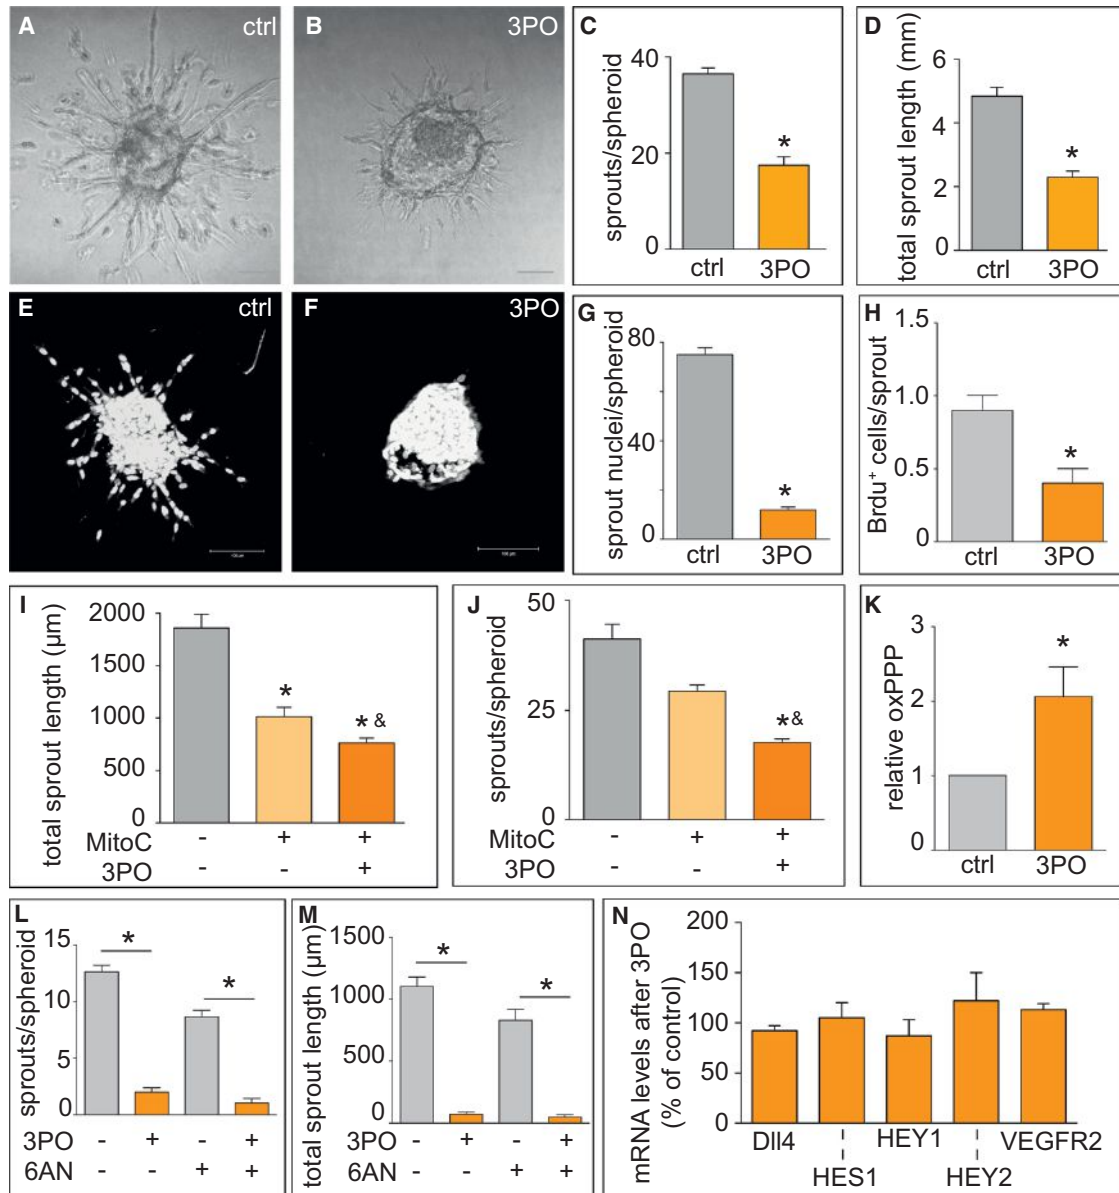 A
ctrl
B
3PO
C
sprouts/spheroid
40
20
0
*
ctrl
3PO
D
total sprout length (mm)
6
4
2
0
*
ctrl
3PO
E
ctrl
F
3PO
G
sprout nuclei/spheroid
80
40
0
*
ctrl
3PO
H
Brdu⁺ cells/sprout
1.5
1.0
0.5
0
*
ctrl
3PO
I
total sprout length (µm)
2000
1500
1000
500
0
*
* &
MitoC - + +
3PO - - +
J
sprouts/spheroid
50
25
0
*&
MitoC - + +
3PO - - +
K
relative oxPPP
3
2
1
0
*
ctrl
3PO
L
sprouts/spheroid
15
10
5
0
*
*
3PO - + - +
6AN - - + +
M
total sprout length (µm)
1500
1000
500
0
*
*
3PO - + - +
6AN - - + +
N
mRNA levels after 3PO
(% of control)
200
150
100
50
0
Dll4
HES1
HEY1
HEY2
VEGFR2